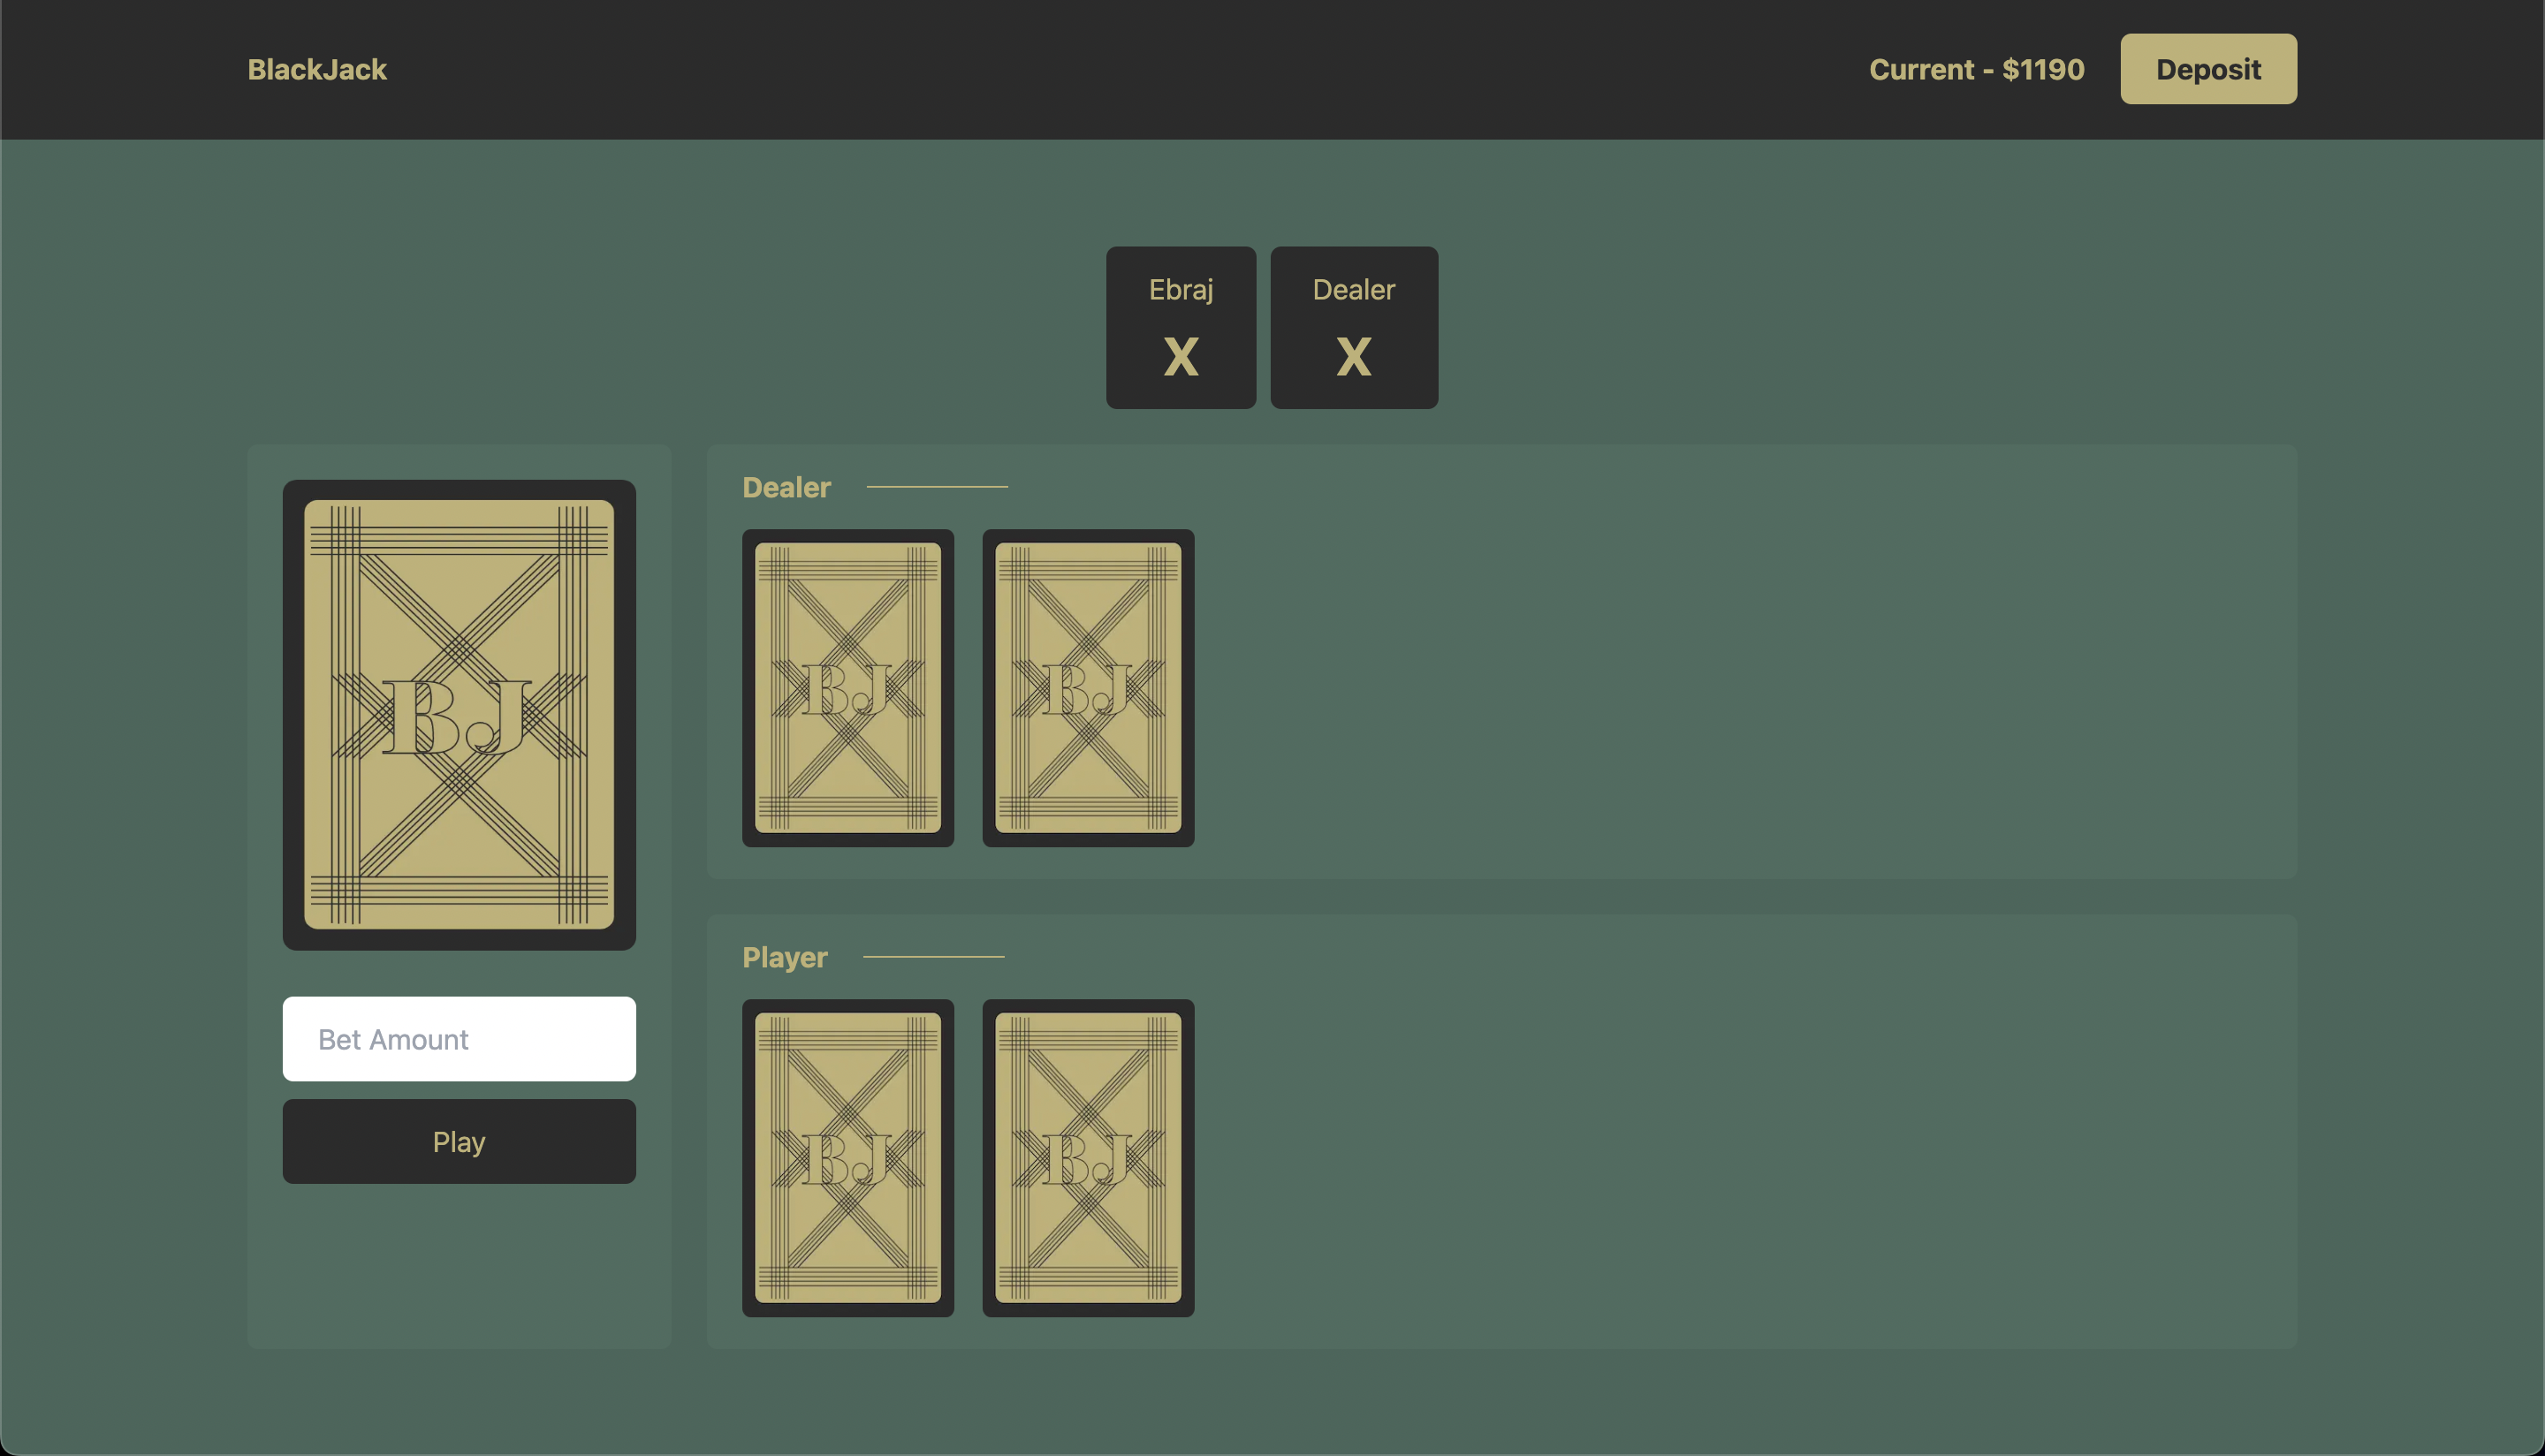 BlackJack
Current - $1190
Deposit
Ebraj
X
Dealer
X
BJ
Bet Amount
Play
Dealer
BJ
BJ
Player
BJ
BJ